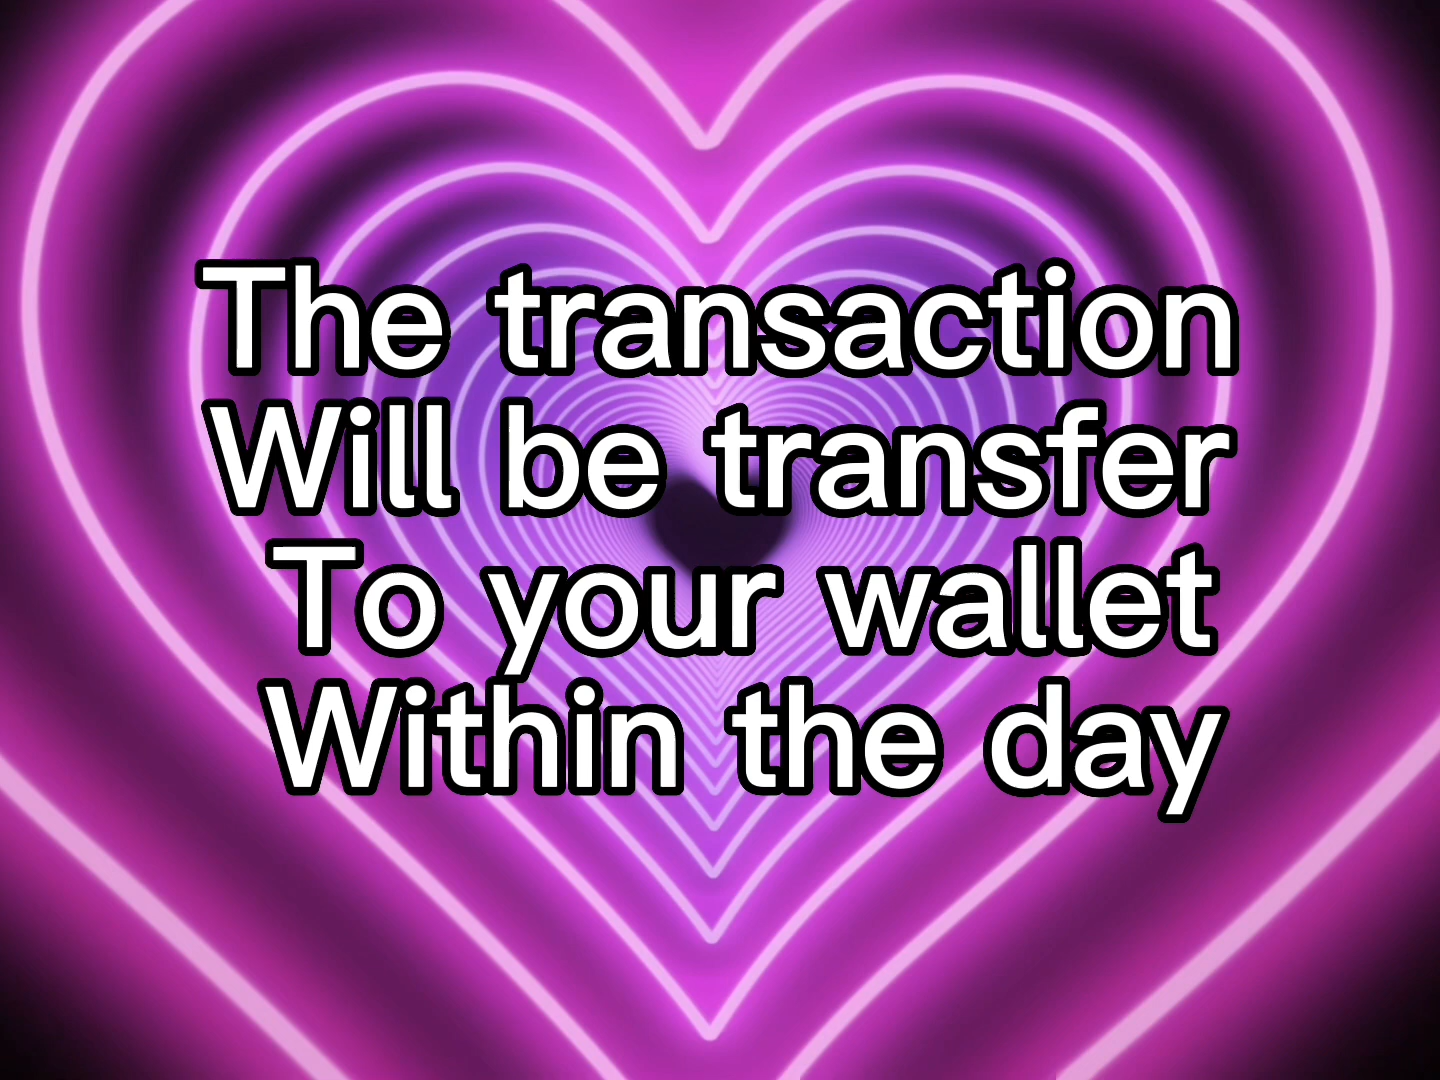 The transaction
Will be transfer
To your wallet
Within the day